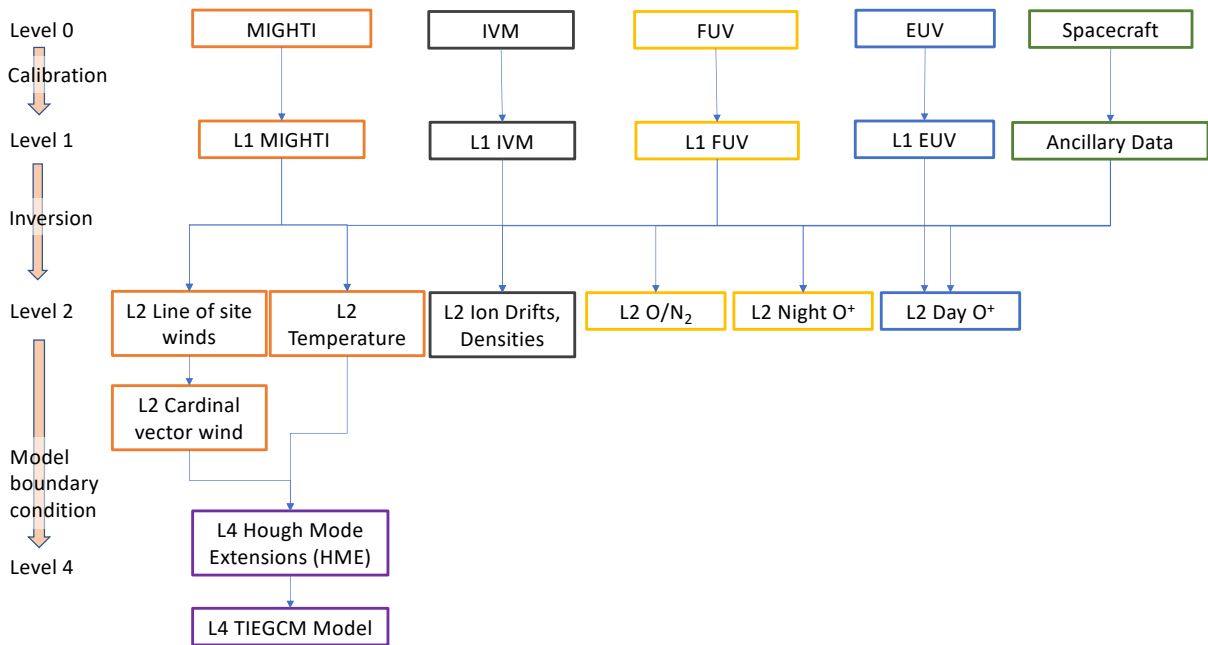 Level 0
MIGHTI
IVM
FUV
EUV
Spacecraft
Calibration
Level 1
L1 MIGHTI
L1 IVM
L1 FUV
L1 EUV
Ancillary Data
Inversion
Level 2
L2 Line of site
winds
L2
Temperature
L2 Ion Drifts,
Densities
L2 O/N₂
L2 Night O⁺
L2 Day O⁺
L2 Cardinal
vector wind
Model
boundary
condition
L4 Hough Mode
Extensions (HME)
Level 4
L4 TIEGCM Model